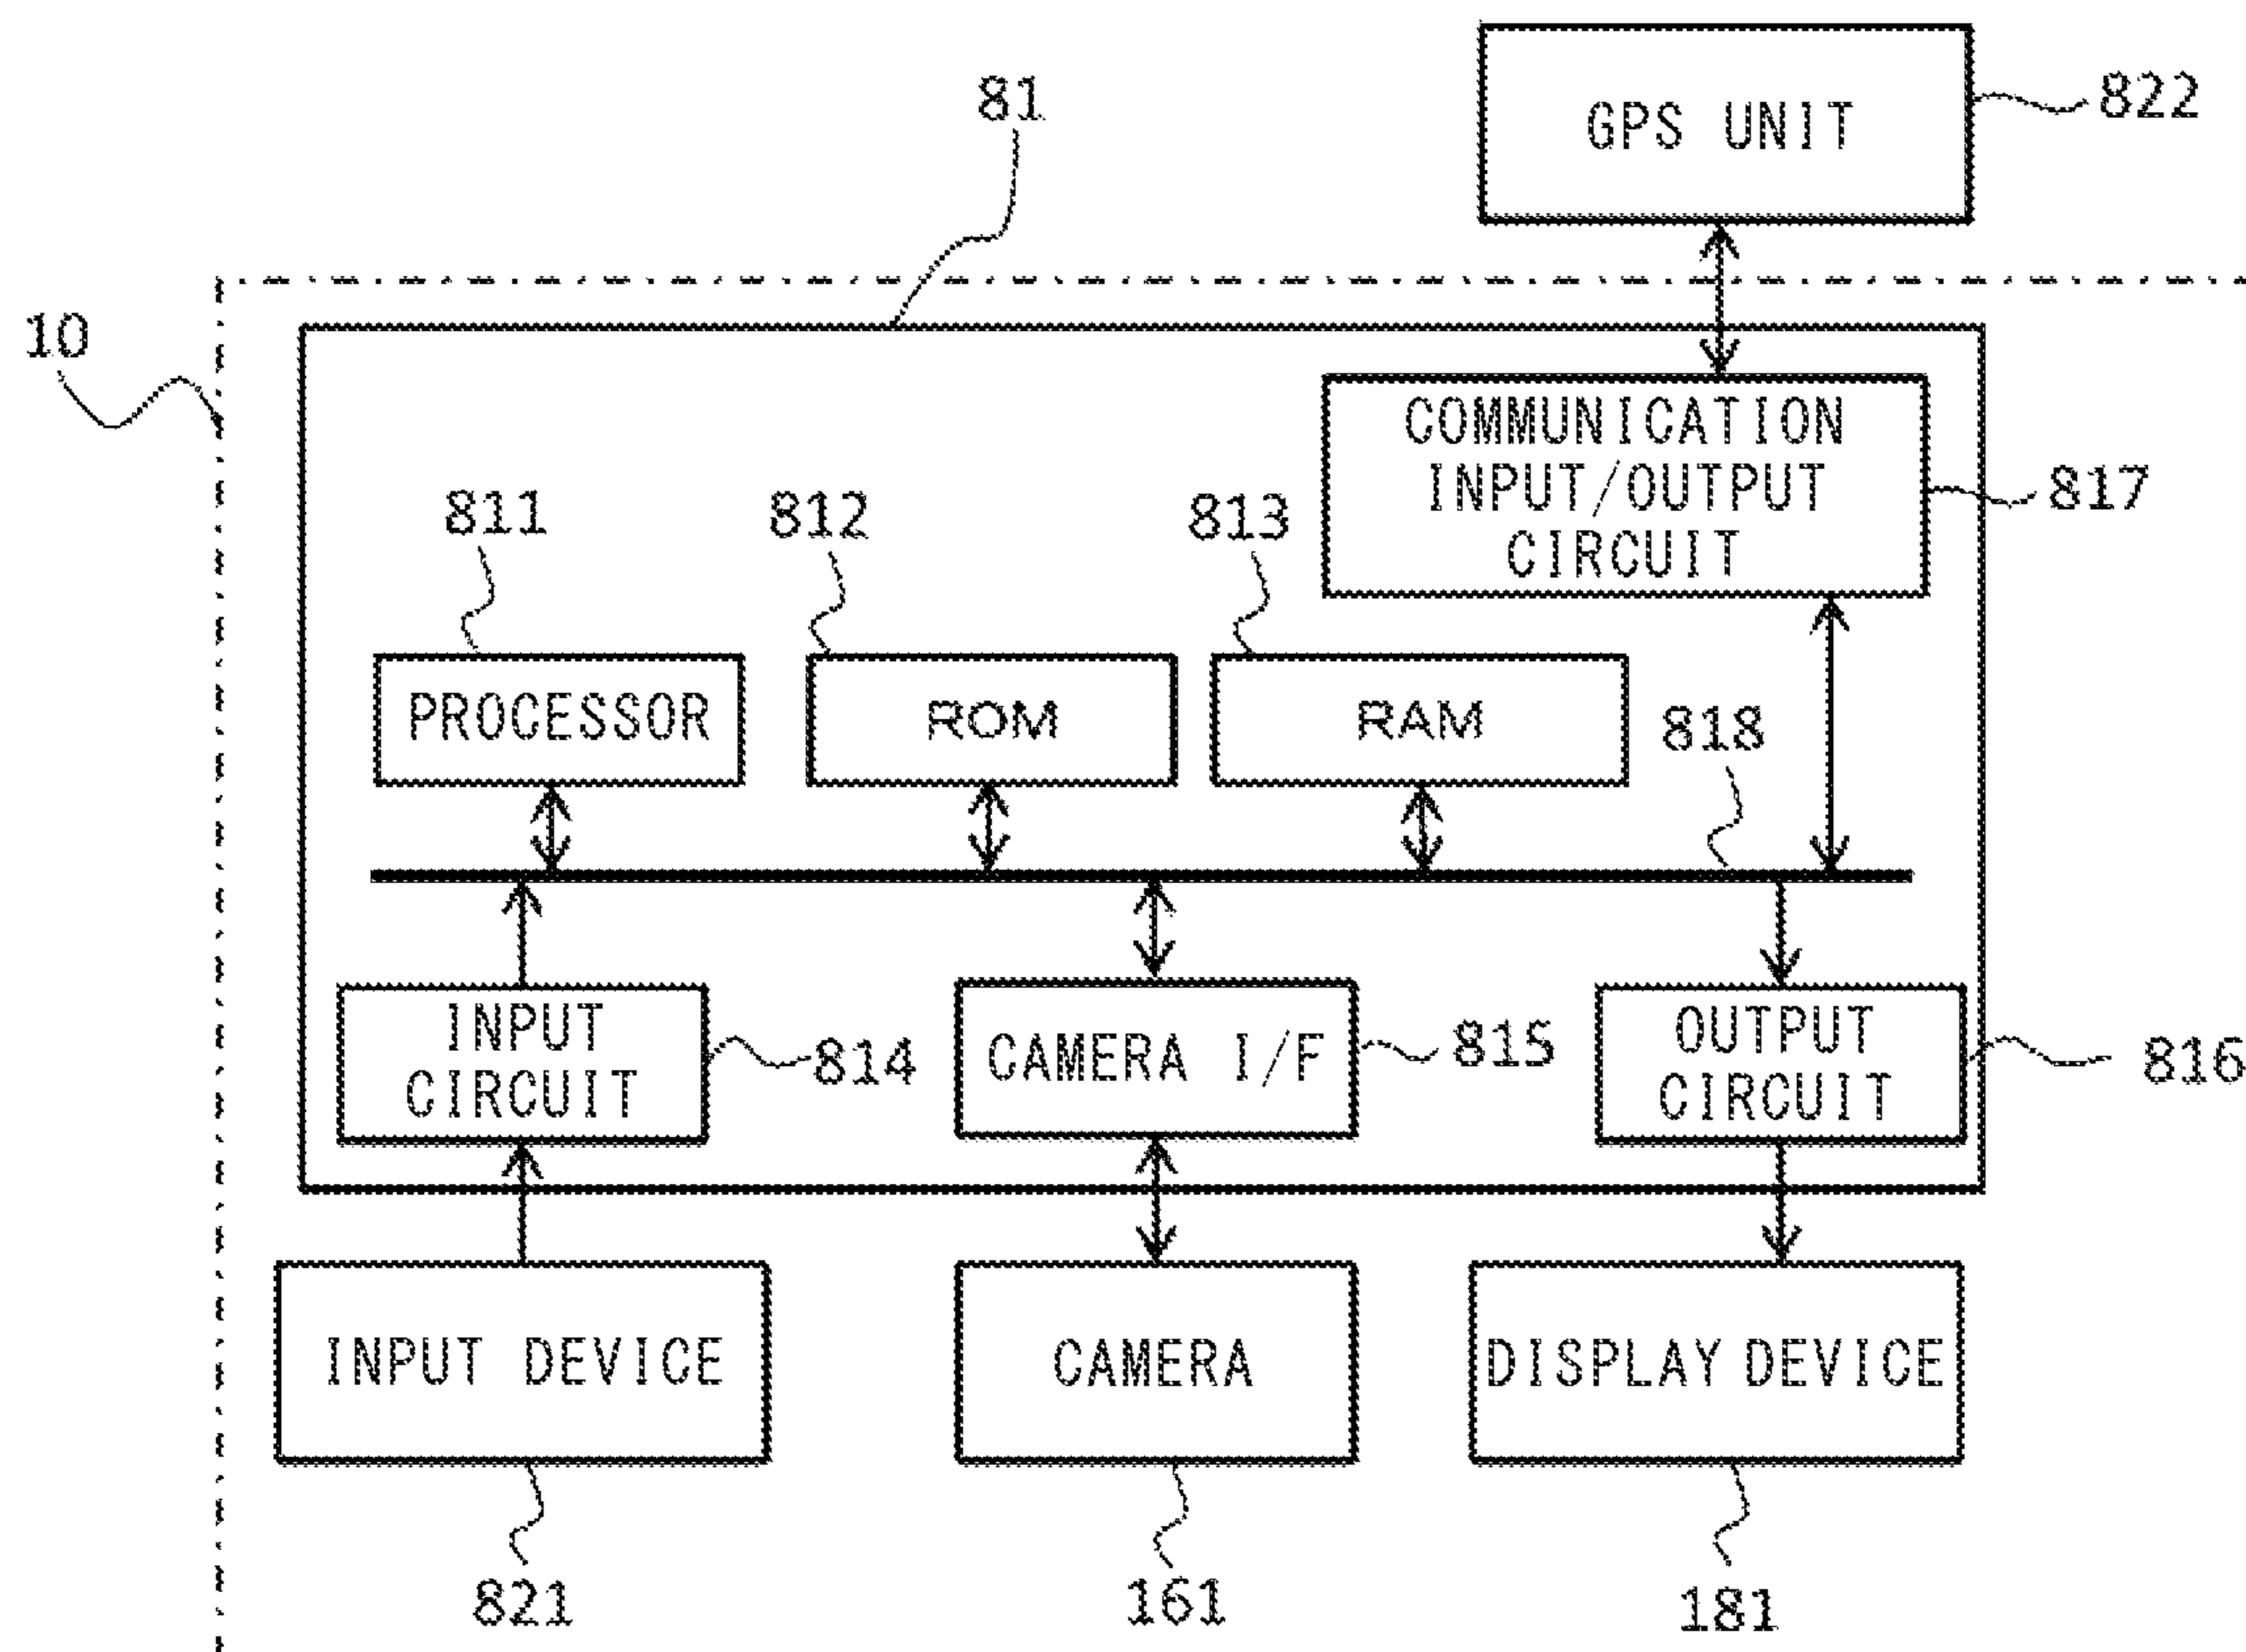 81
GPS UNIT
822
10
COMMUNICATION
INPUT/OUTPUT
CIRCUIT
817
811
812
813
PROCESSOR
ROM
RAM
818
INPUT
CIRCUIT
814
CAMERA I/F
815
OUTPUT
CIRCUIT
816
INPUT DEVICE
CAMERA
DISPLAY DEVICE
821
161
181